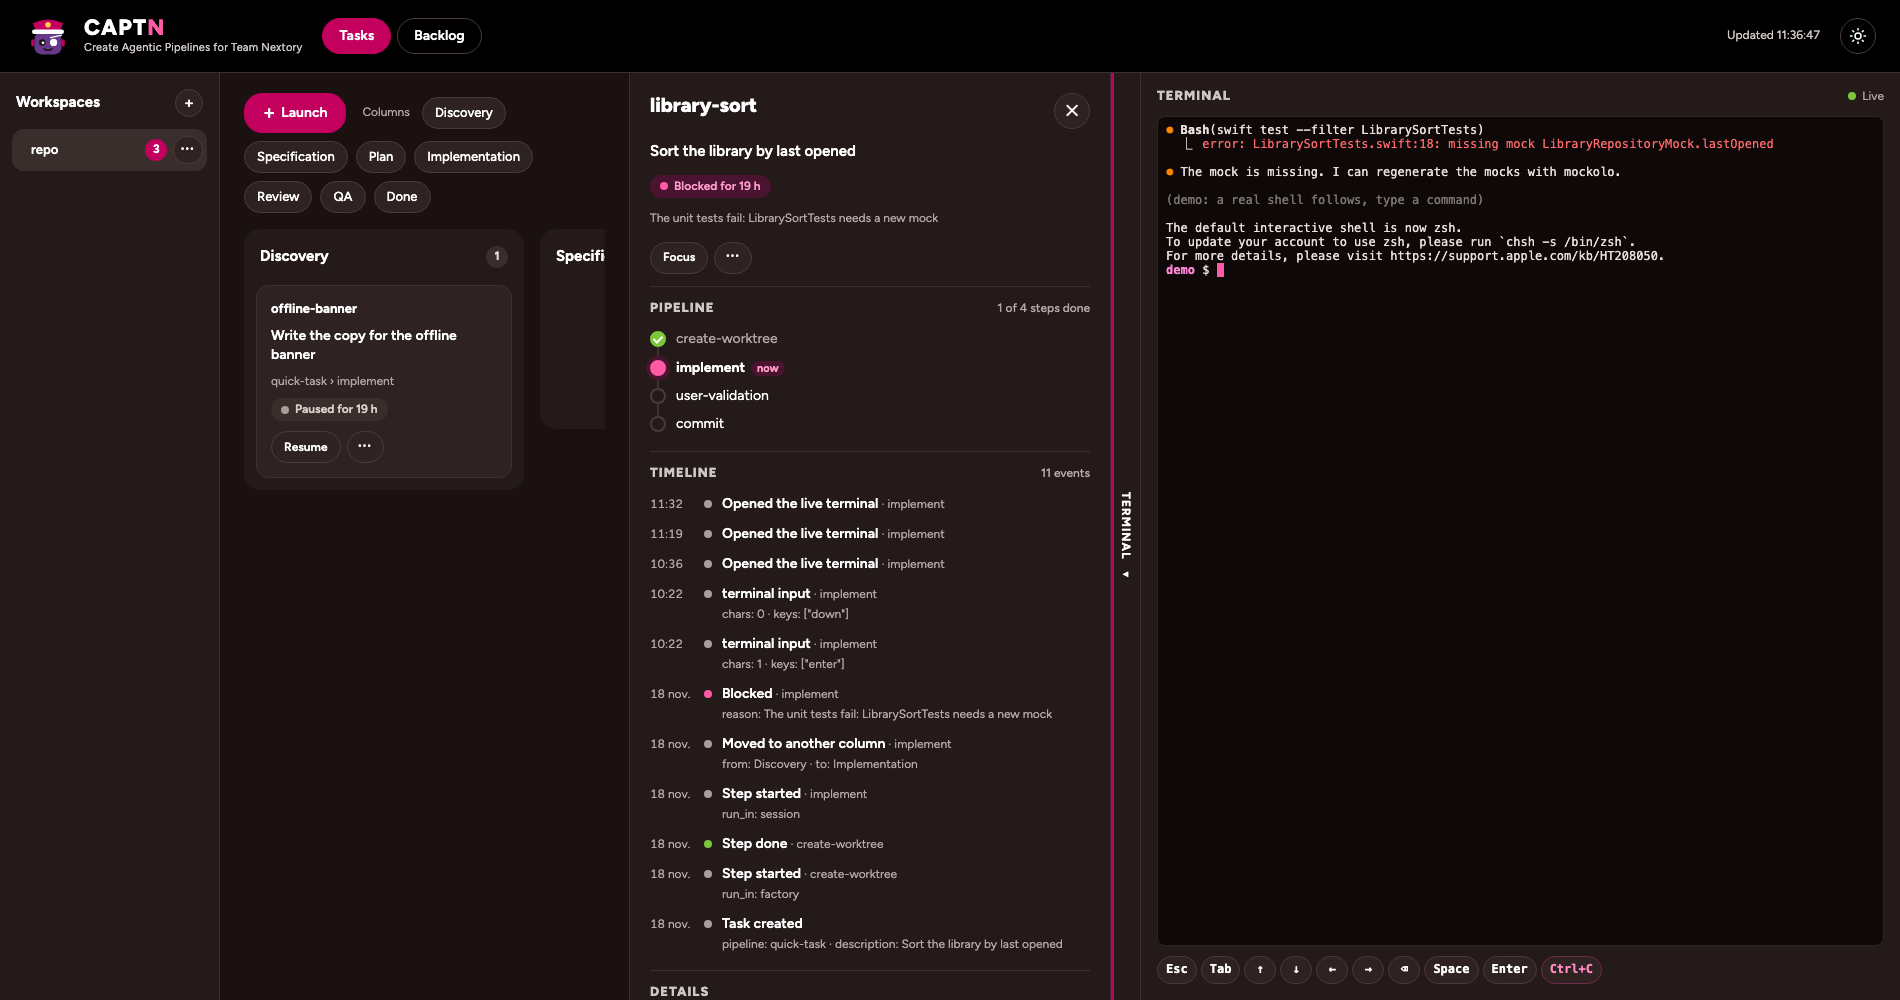 CAPTN
Create Agentic Pipelines for Team Nextory
Tasks
Backlog
Updated 11:36:47
Workspaces
+
repo
3
···
+ Launch
Columns
Discovery
Specification
Plan
Implementation
Review
QA
Done
Discovery
1
offline-banner
Write the copy for the offline
banner
quick-task › implement
Paused for 19 h
Resume
···
Specifi
library-sort
Sort the library by last opened
Blocked for 19 h
The unit tests fail: LibrarySortTests needs a new mock
Focus
···
PIPELINE
1 of 4 steps done
create-worktree
implement now
user-validation
commit
TIMELINE
11 events
11:32 Opened the live terminal · implement
11:19 Opened the live terminal · implement
10:36 Opened the live terminal · implement
10:22 terminal input · implement
chars: 0 · keys: ["down"]
10:22 terminal input · implement
chars: 1 · keys: ["enter"]
18 nov. Blocked · implement
reason: The unit tests fail: LibrarySortTests needs a new mock
18 nov. Moved to another column · implement
from: Discovery · to: Implementation
18 nov. Step started · implement
run_in: session
18 nov. Step done · create-worktree
18 nov. Step started · create-worktree
run_in: factory
18 nov. Task created
pipeline: quick-task · description: Sort the library by last opened
DETAILS
TERMINAL
TERMINAL
Live
Bash(swift test --filter LibrarySortTests)
error: LibrarySortTests.swift:18: missing mock LibraryRepositoryMock.lastOpened
The mock is missing. I can regenerate the mocks with mockolo.
(demo: a real shell follows, type a command)
The default interactive shell is now zsh.
To update your account to use zsh, please run `chsh -s /bin/zsh`.
For more details, please visit https://support.apple.com/kb/HT208050.
demo $
Esc
Tab
↑
↓
←
→
⌫
Space
Enter
Ctrl+C